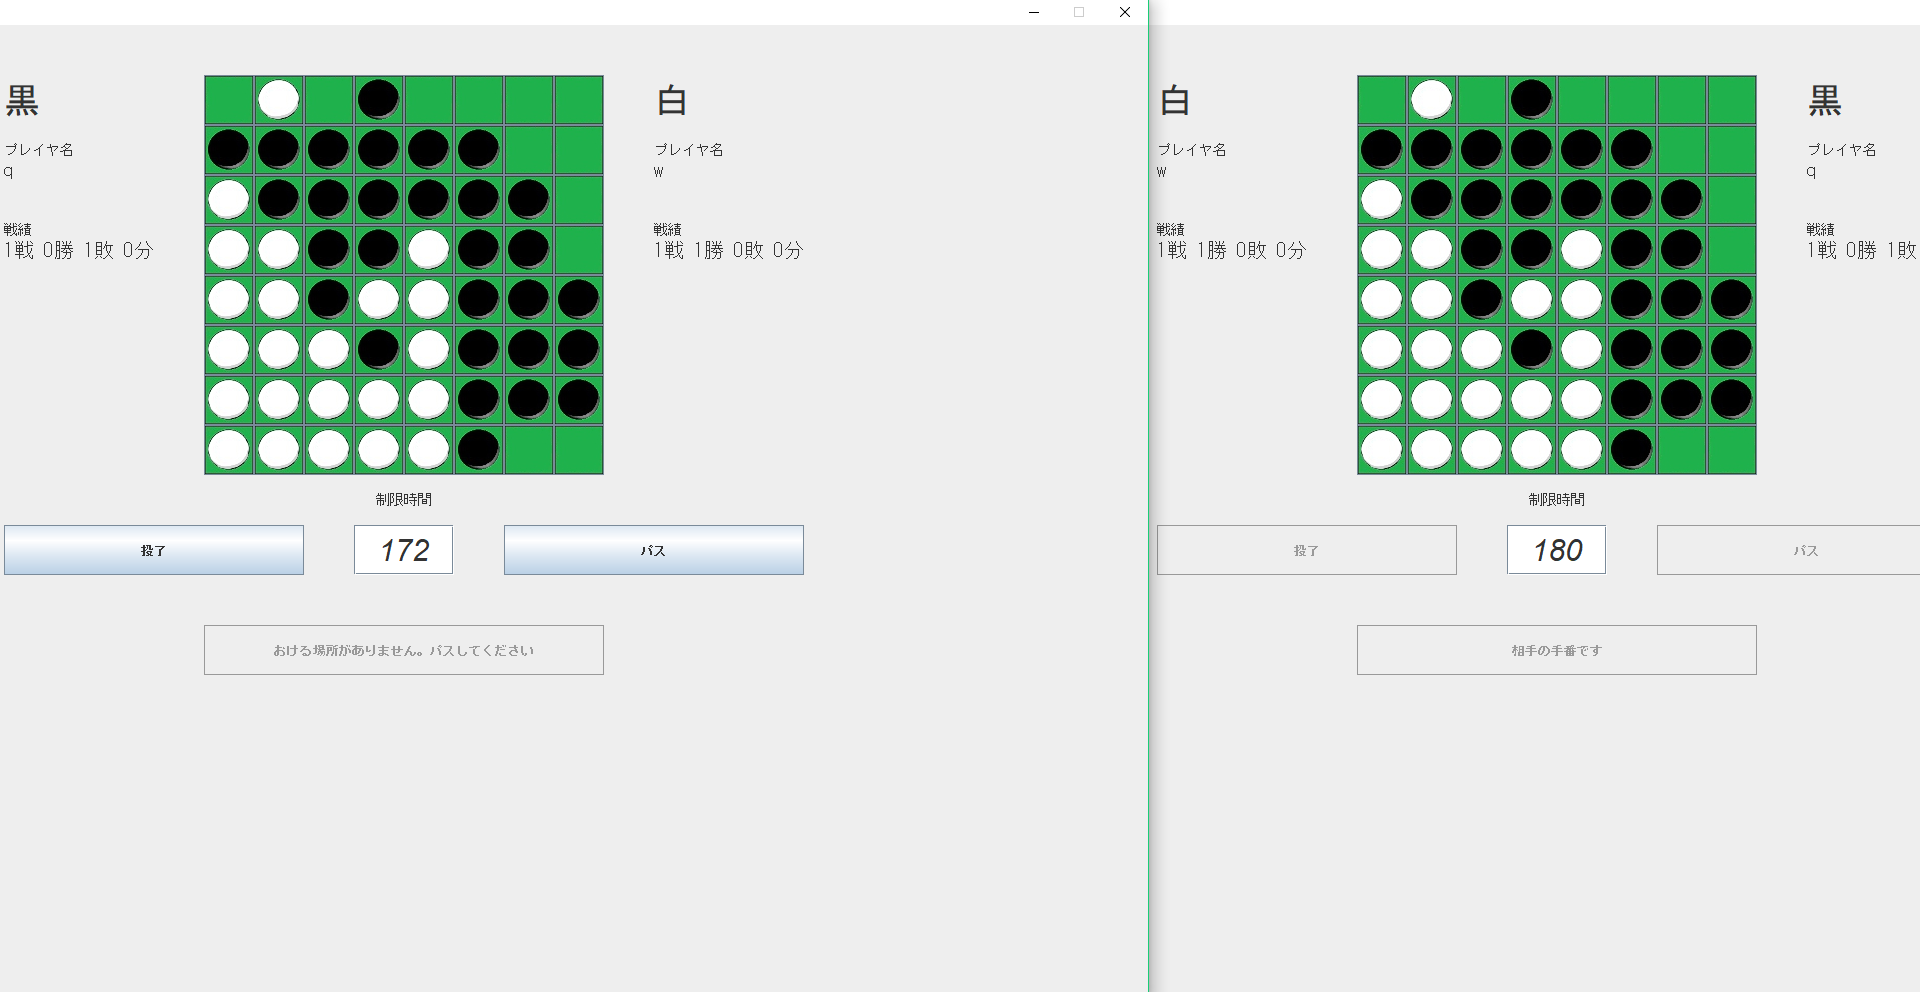 黒
プレイヤ名
q
戦績
1戦 0勝 1敗 0分
白
プレイヤ名
w
戦績
1戦 1勝 0敗 0分
制限時間
投了
172
パス
おける場所がありません。パスしてください
白
プレイヤ名
w
戦績
1戦 1勝 0敗 0分
黒
プレイヤ名
q
戦績
1戦 0勝 1敗
制限時間
投了
180
パス
相手の手番です